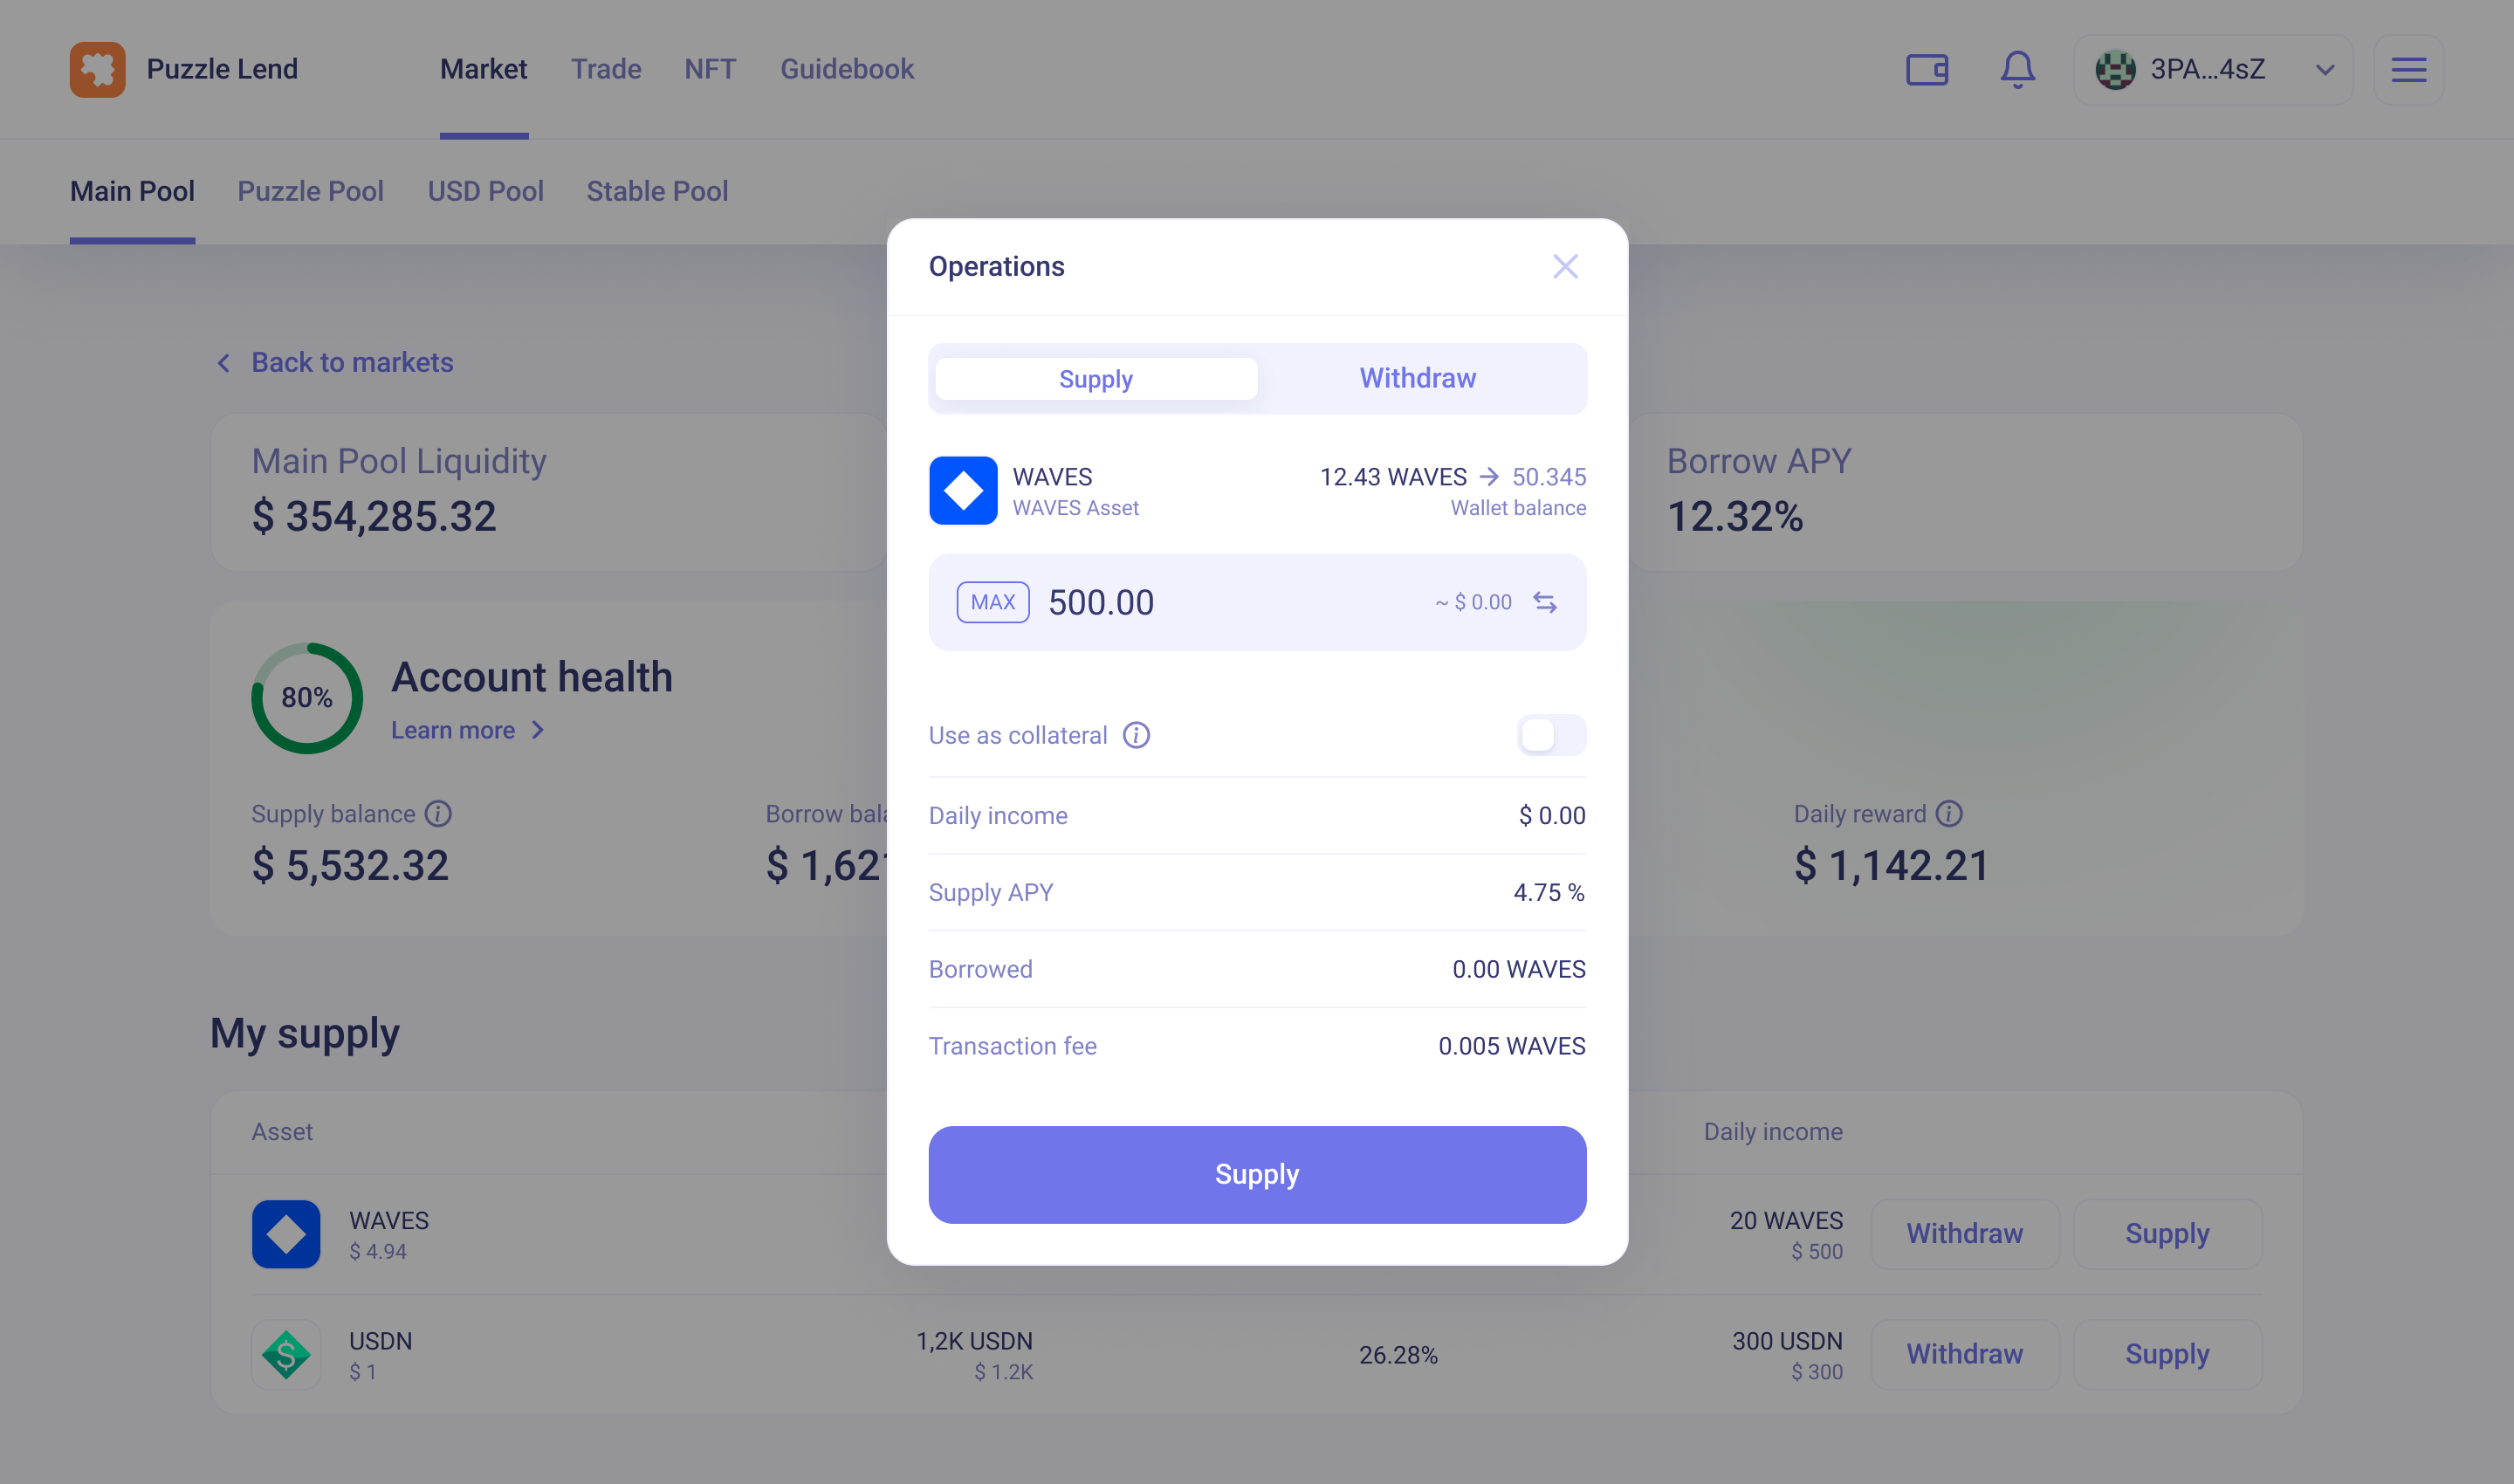 Puzzle Lend
Market
Trade
NFT
Guidebook
3PA...4sZ
Main Pool
Puzzle Pool
USD Pool
Stable Pool
Back to markets
Main Pool Liquidity
$ 354,285.32
Borrow APY
12.32%
80%
Account health
Learn more
Supply balance
$ 5,532.32
Borrow
Daily reward
$ 1,142.21
My supply
Asset
Daily income
WAVES
$ 4.94
20 WAVES
$ 500
Withdraw
Supply
USDN
$ 1
1,2K USDN
$ 1.2K
26.28%
300 USDN
$ 300
Withdraw
Supply
Operations
Supply
Withdraw
WAVES
WAVES Asset
12.43 WAVES → 50.345
Wallet balance
MAX
500.00
~ $ 0.00
Use as collateral
Daily income
$ 0.00
Supply APY
4.75 %
Borrowed
0.00 WAVES
Transaction fee
0.005 WAVES
Supply